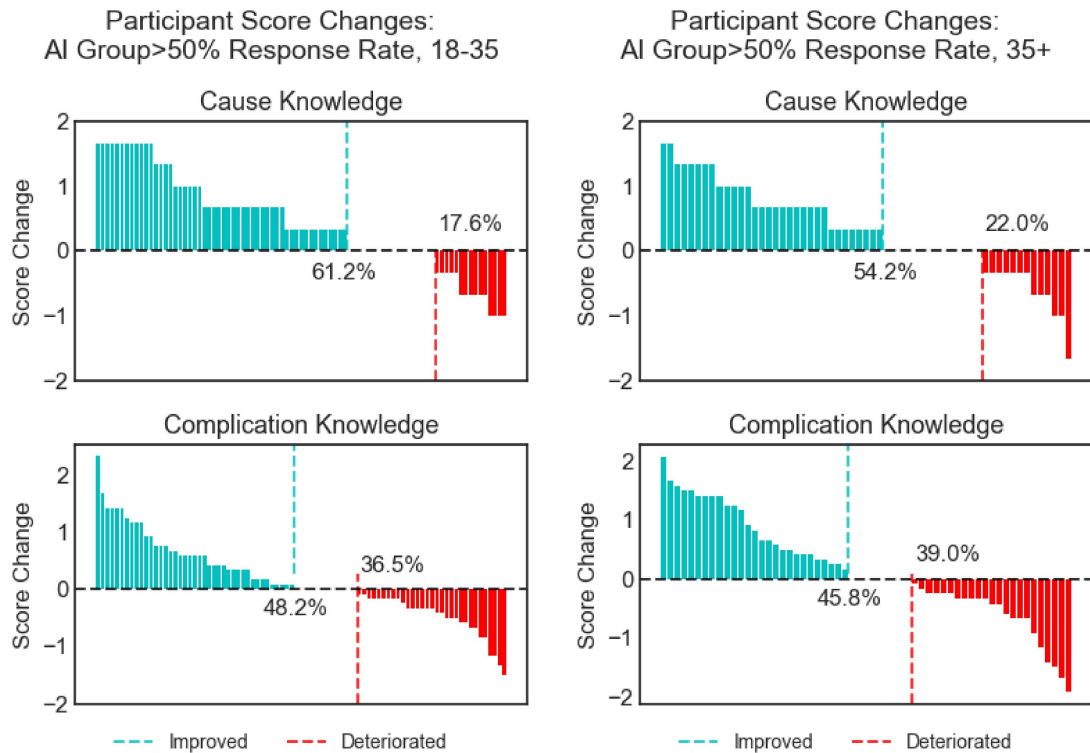 Participant Score Changes:
AI Group>50% Response Rate, 18-35
Cause Knowledge
2
1
0
−1
−2
Score Change
17.6%
61.2%
Complication Knowledge
2
1
0
−1
−2
Score Change
36.5%
48.2%
Improved
Deteriorated
Participant Score Changes:
AI Group>50% Response Rate, 35+
Cause Knowledge
2
1
0
−1
−2
Score Change
22.0%
54.2%
Complication Knowledge
2
1
0
−1
−2
Score Change
39.0%
45.8%
Improved
Deteriorated